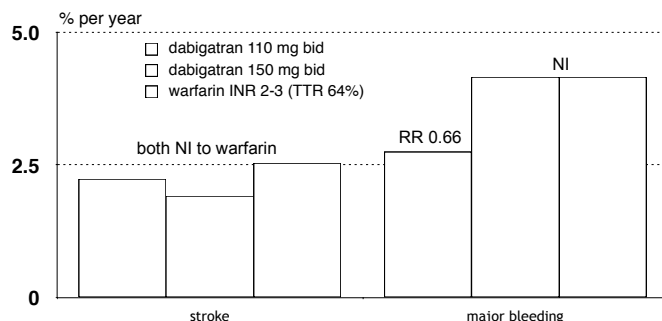 % per year
5.0
dabigatran 110 mg bid
dabigatran 150 mg bid
warfarin INR 2-3 (TTR 64%)
NI
both NI to warfarin
RR 0.66
2.5
0
stroke
major bleeding